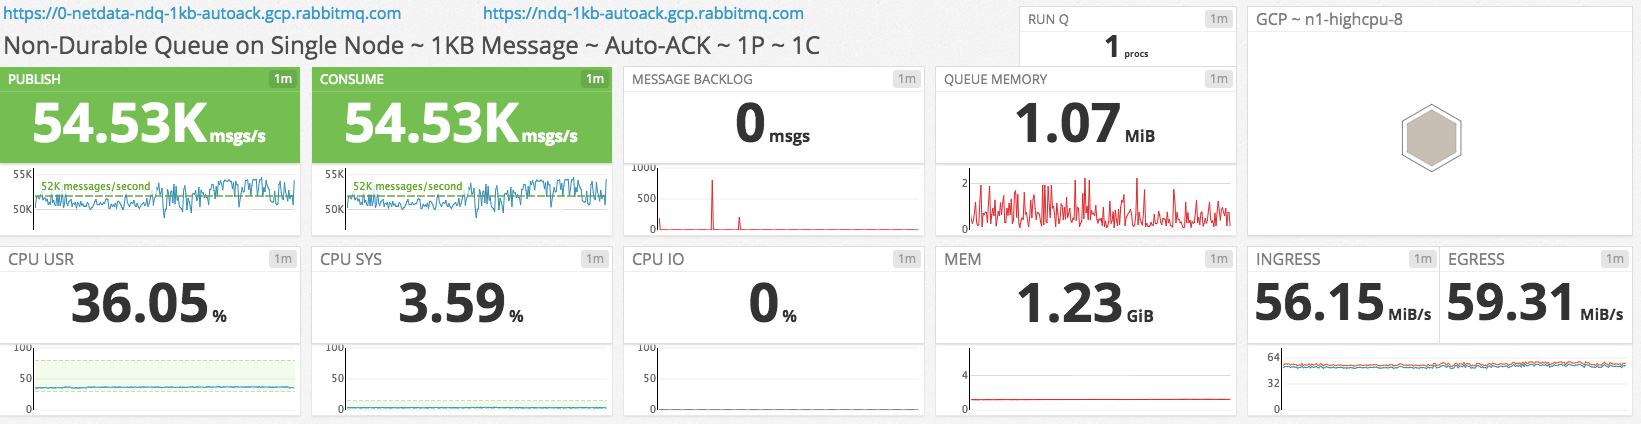 https://0-netdata-ndq-1kb-autoack.gcp.rabbitmq.com https://ndq-1kb-autoack.gcp.rabbitmq.com
Non-Durable Queue on Single Node ~ 1KB Message ~ Auto-ACK ~ 1P ~ 1C
RUN Q 1m
1 procs
GCP ~ n1-highcpu-8
PUBLISH 1m
54.53K msgs/s
55K
52K messages/second
50K
CONSUME 1m
54.53K msgs/s
55K
52K messages/second
50K
MESSAGE BACKLOG 1m
0 msgs
1000
500
0
QUEUE MEMORY 1m
1.07 MiB
2
0
CPU USR 1m
36.05 %
100
50
0
CPU SYS 1m
3.59 %
100
50
0
CPU IO 1m
0 %
100
50
0
MEM 1m
1.23 GiB
4
0
INGRESS 1m
56.15 MiB/s
EGRESS 1m
59.31 MiB/s
64
32
0